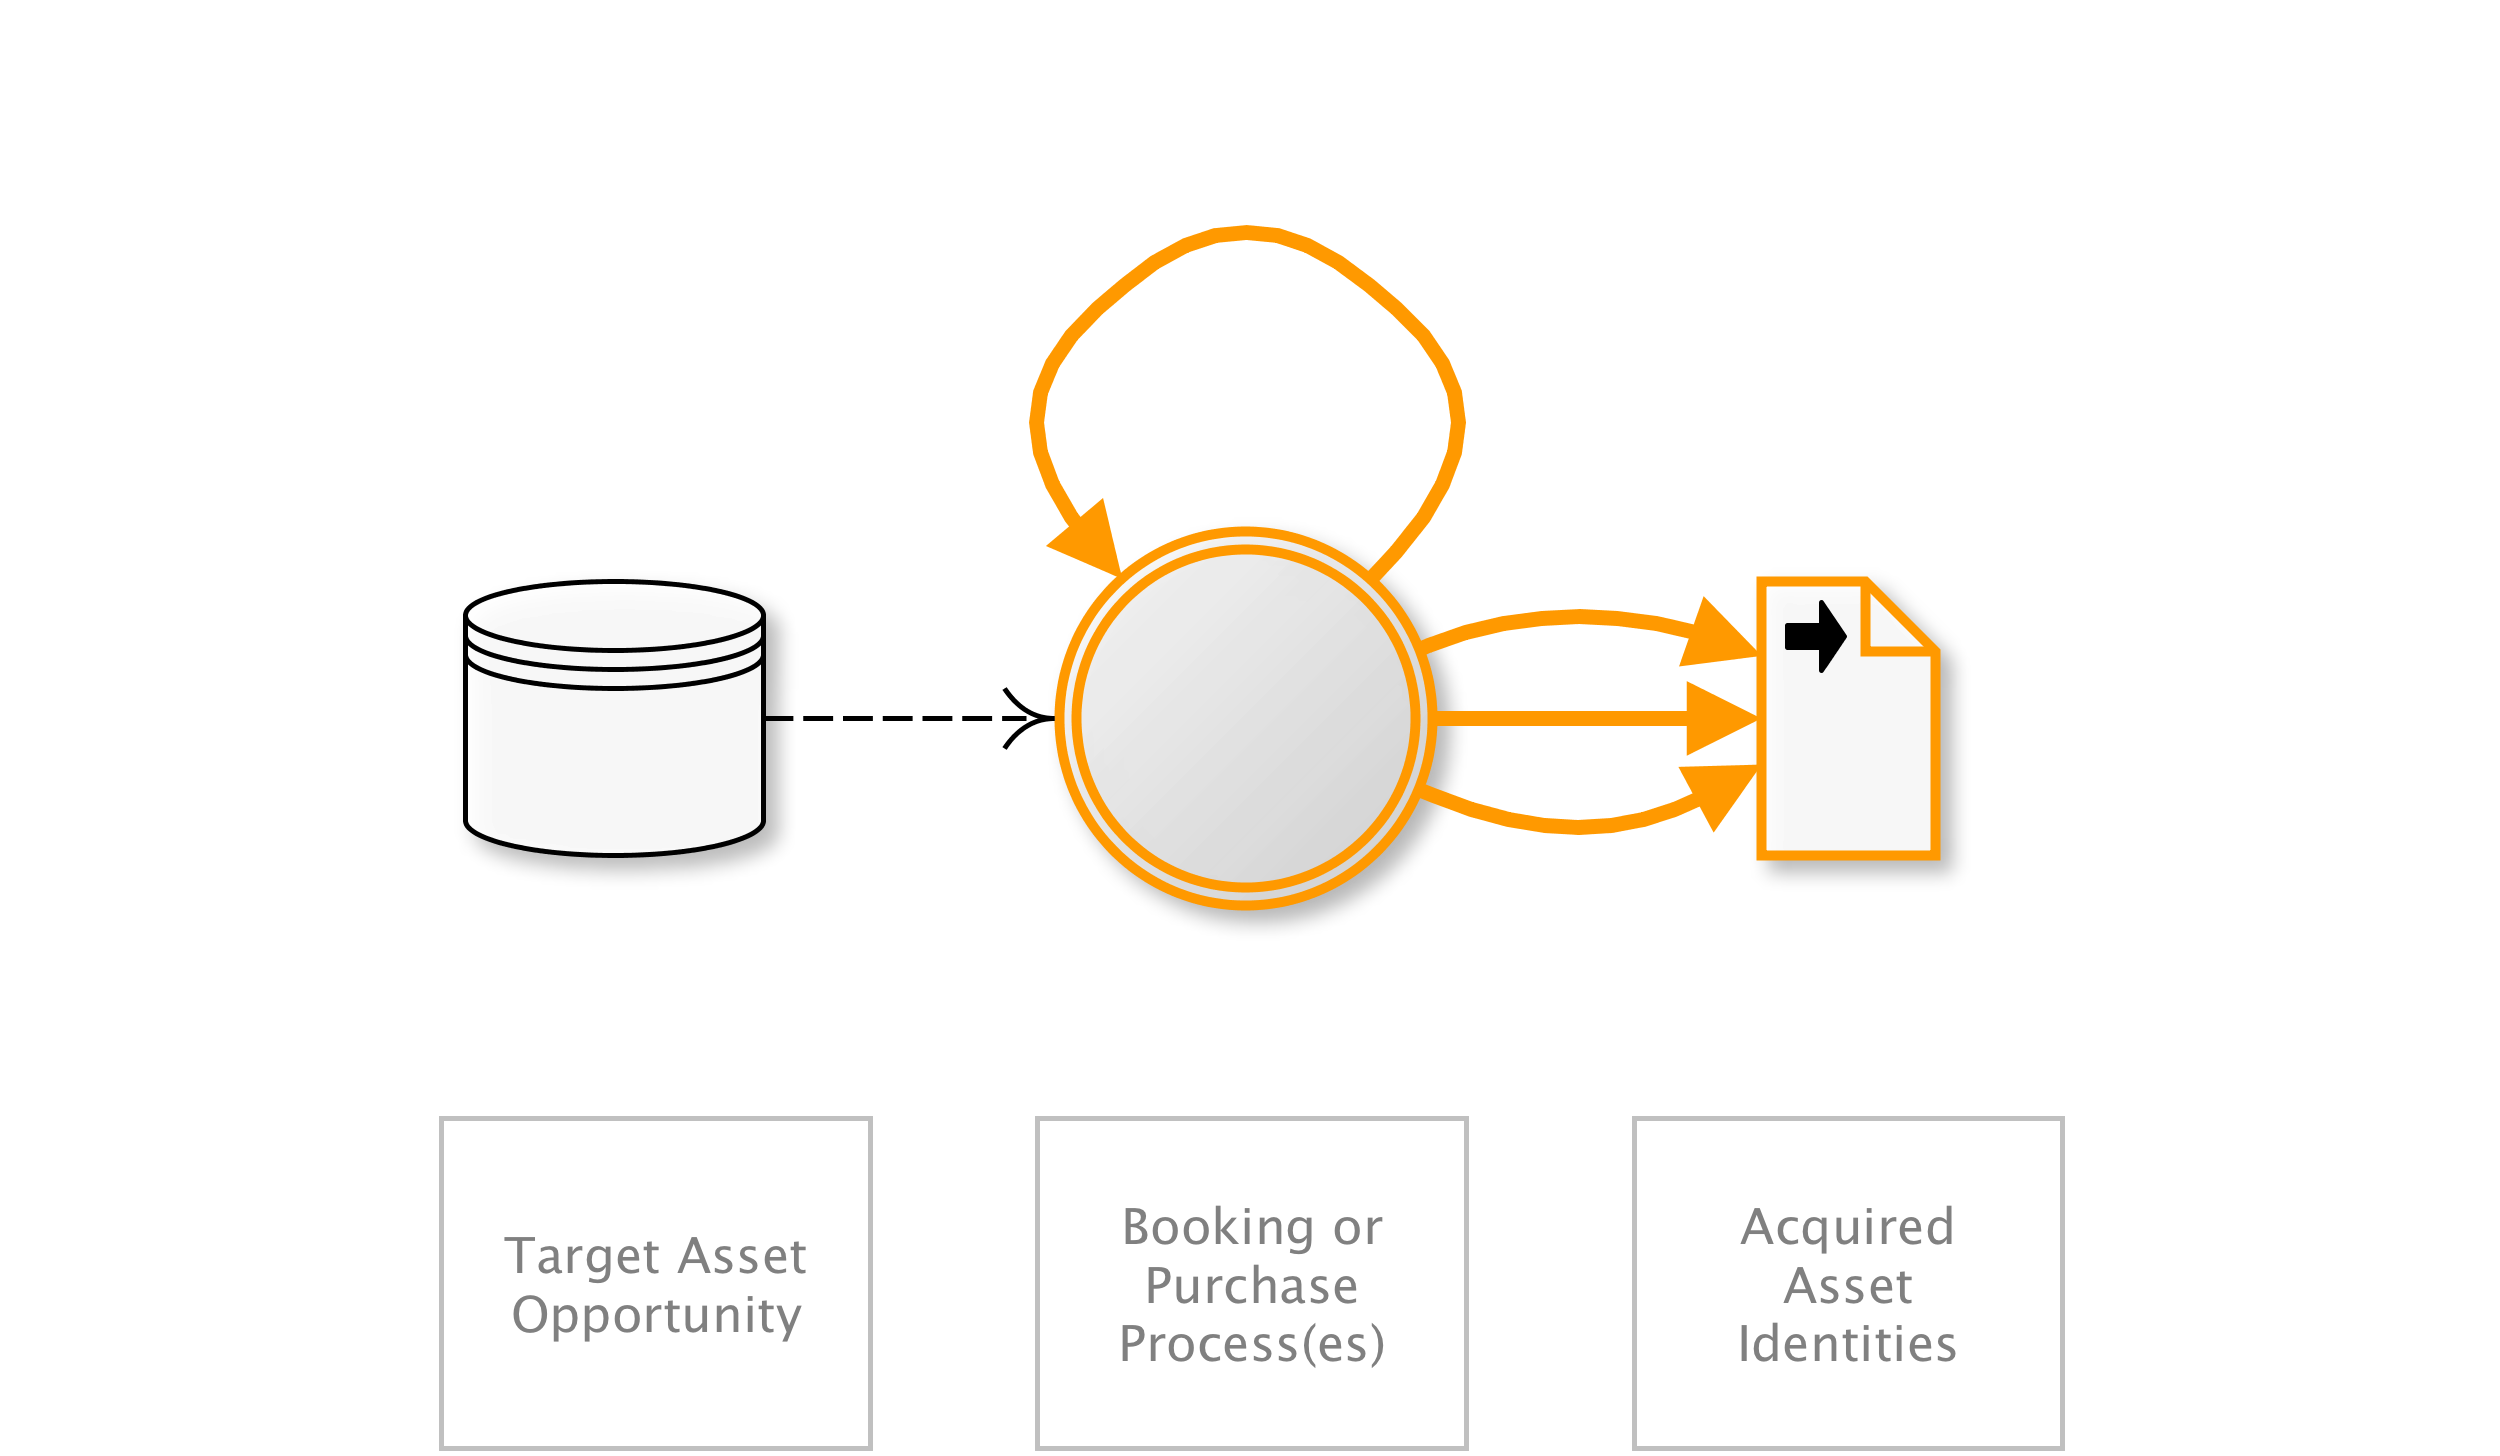 Target Asset
Opportunity
Booking or
Purchase
Process(es)
Acquired
Asset
Identities